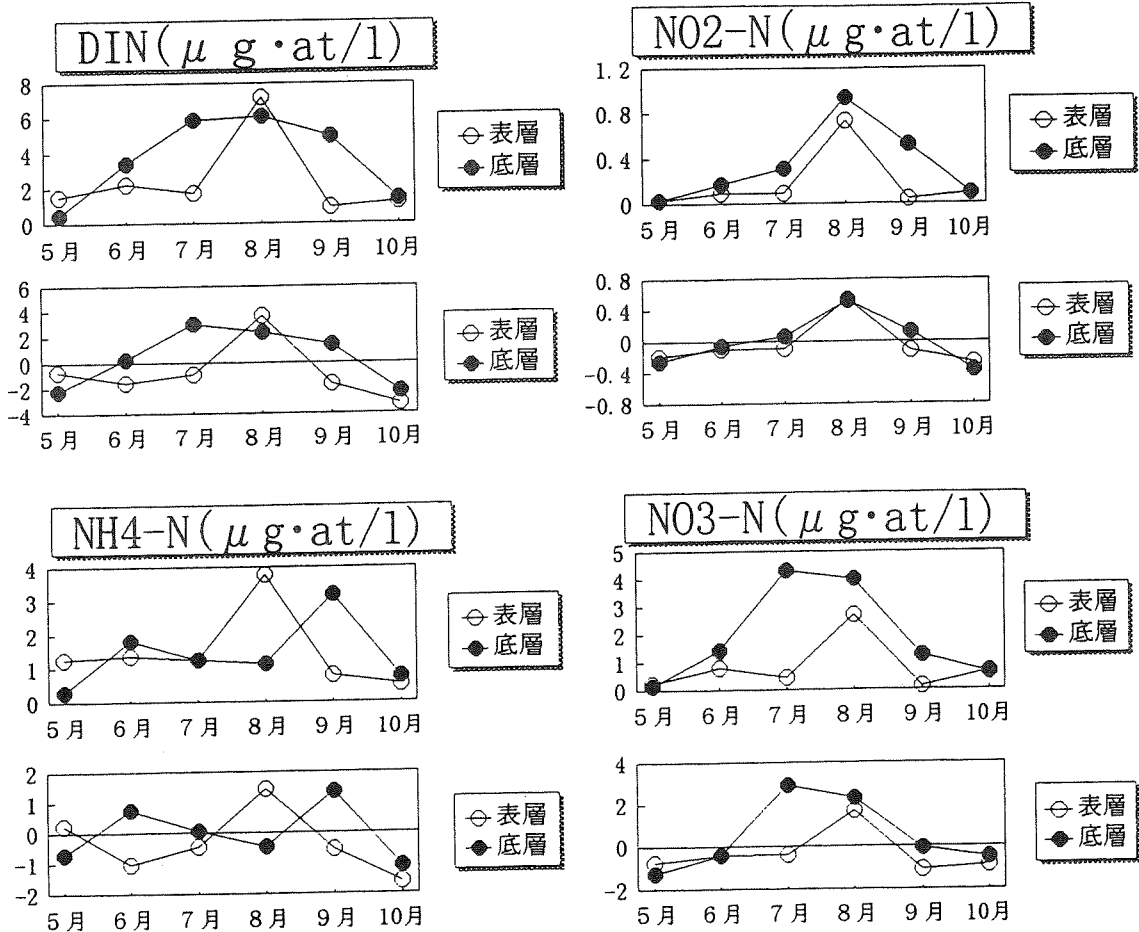 DIN(μ g·at/l)
8
6
4
2
0
5月 6月 7月 8月 9月 10月
表層
底層
6
4
2
0
-2
-4
5月 6月 7月 8月 9月 10月
表層
底層
NO2-N(μ g·at/l)
1.2
0.8
0.4
0
5月 6月 7月 8月 9月 10月
表層
底層
0.8
0.4
0
-0.4
-0.8
5月 6月 7月 8月 9月 10月
表層
底層
NH4-N(μ g·at/l)
4
3
2
1
0
5月 6月 7月 8月 9月 10月
表層
底層
2
1
0
-1
-2
5月 6月 7月 8月 9月 10月
表層
底層
NO3-N(μ g·at/l)
5
4
3
2
1
0
5月 6月 7月 8月 9月 10月
表層
底層
4
2
0
-2
5月 6月 7月 8月 9月 10月
表層
底層